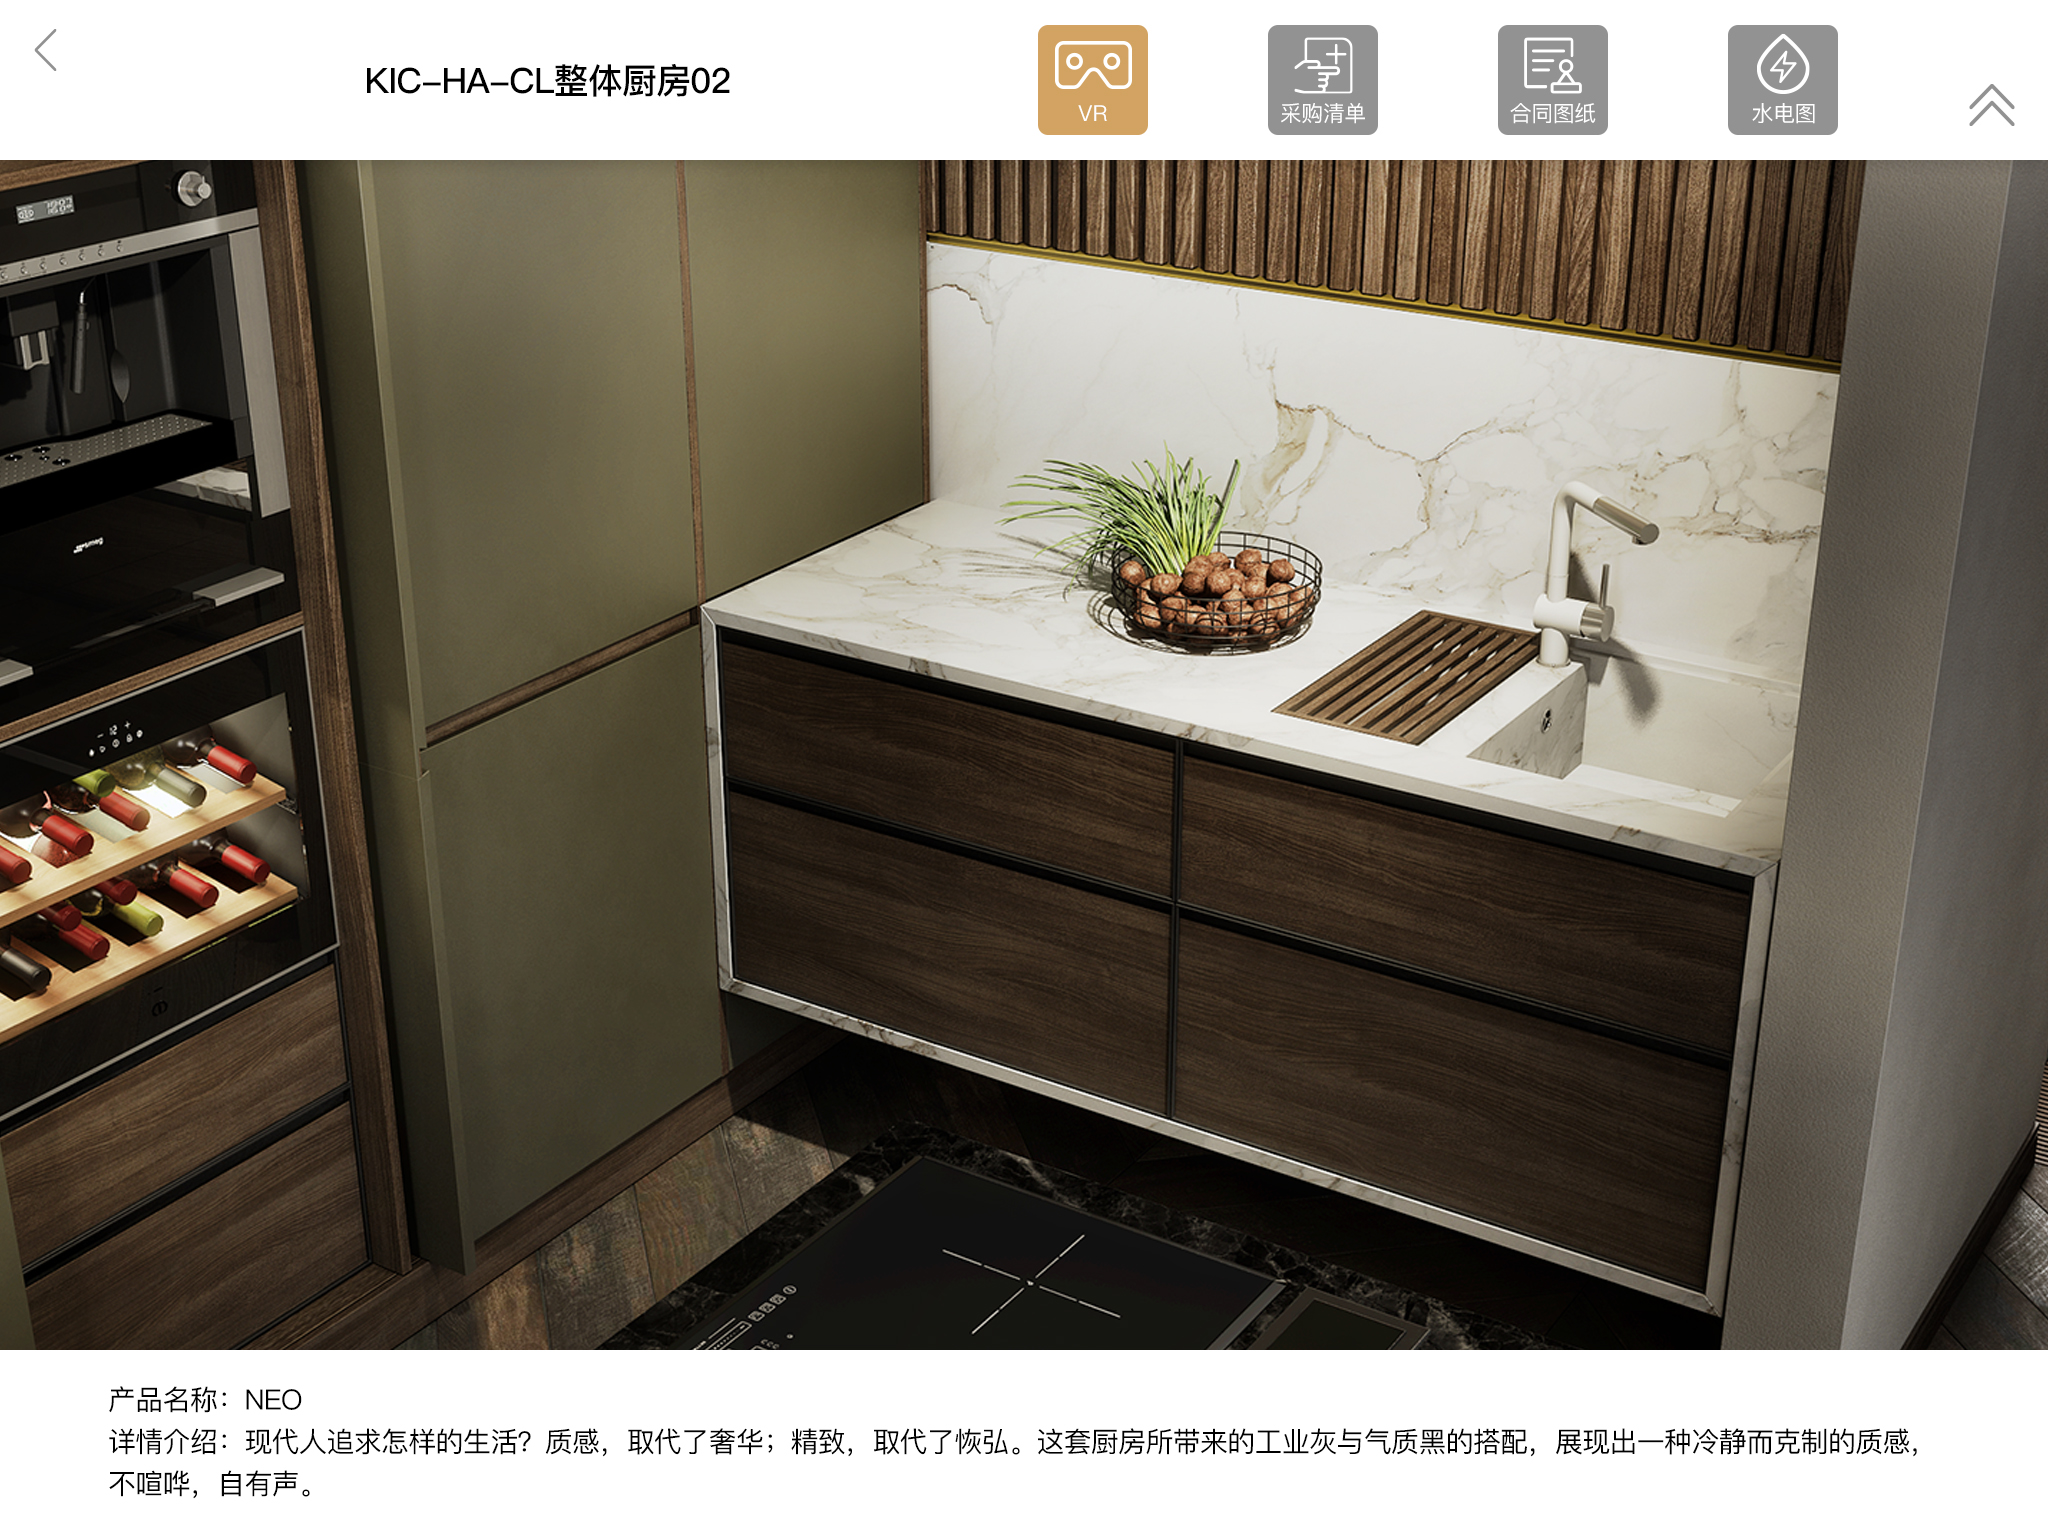 KIC-HA-CL整体厨房02
VR
采购清单
合同图纸
水电图
smeg
产品名称：NEO
详情介绍：现代人追求怎样的生活？质感，取代了奢华；精致，取代了恢弘。这套厨房所带来的工业灰与气质黑的搭配，展现出一种冷静而克制的质感，
不喧哗，自有声。